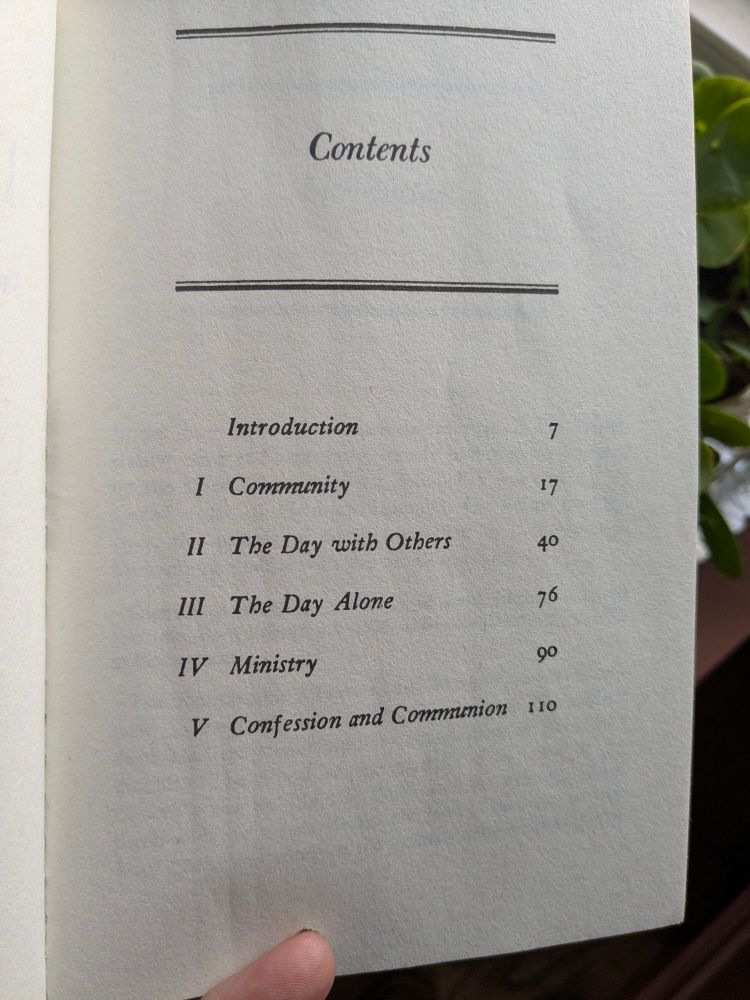 Contents
Introduction 7
I Community 17
II The Day with Others 40
III The Day Alone 76
IV Ministry 90
V Confession and Communion 110